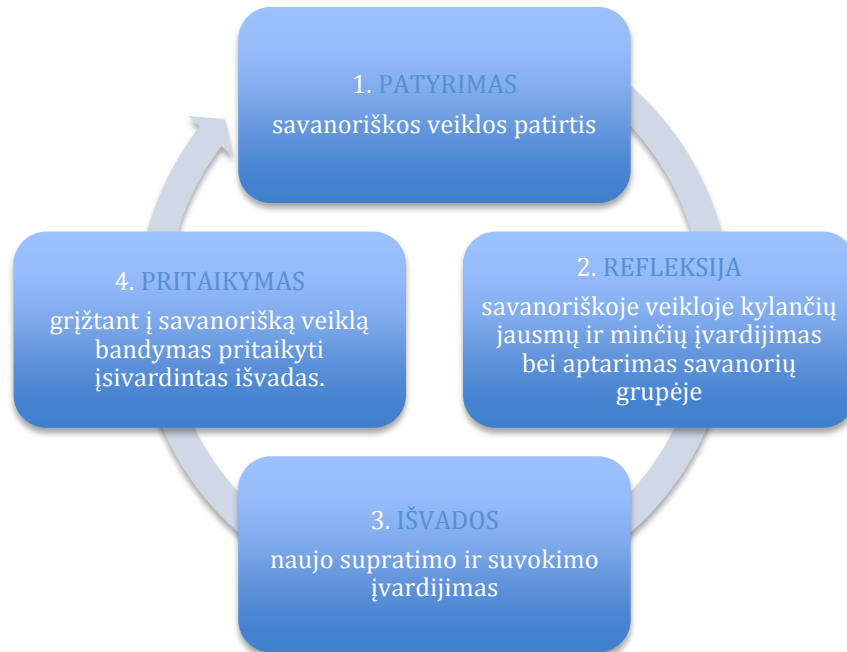 1. PATYRIMAS
savanoriškos veiklos patirtis
2. REFLEKSIJA
savanoriškoje veikloje kylančių
jausmų ir minčių įvardijimas
bei aptarimas savanorių
grupėje
3. IŠVADOS
naujo supratimo ir suvokimo
įvardijimas
4. PRITAIKYMAS
grįžtant į savanorišką veiklą
bandymas pritaikyti
įsivardintas išvadas.